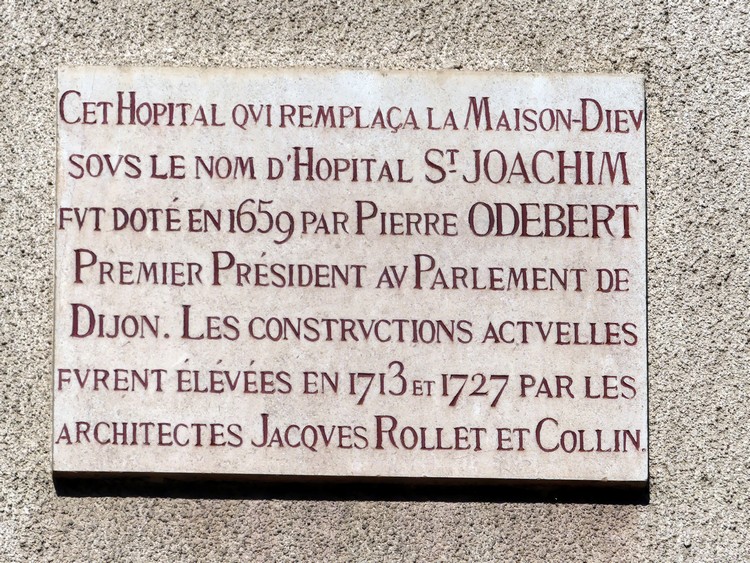 CET HOPITAL QVI REMPLAÇA LA MAISON-DIEV
SOVS LE NOM D'HOPITAL ST. JOACHIM
FVT DOTÉ EN 1659 PAR PIERRE ODEBERT
PREMIER PRÉSIDENT AV PARLEMENT DE
DIJON. LES CONSTRVCTIONS ACTVELLES
FVRENT ÉLÉVÉES EN 1713 ET 1727 PAR LES
ARCHITECTES JACQVES ROLLET ET COLLIN.